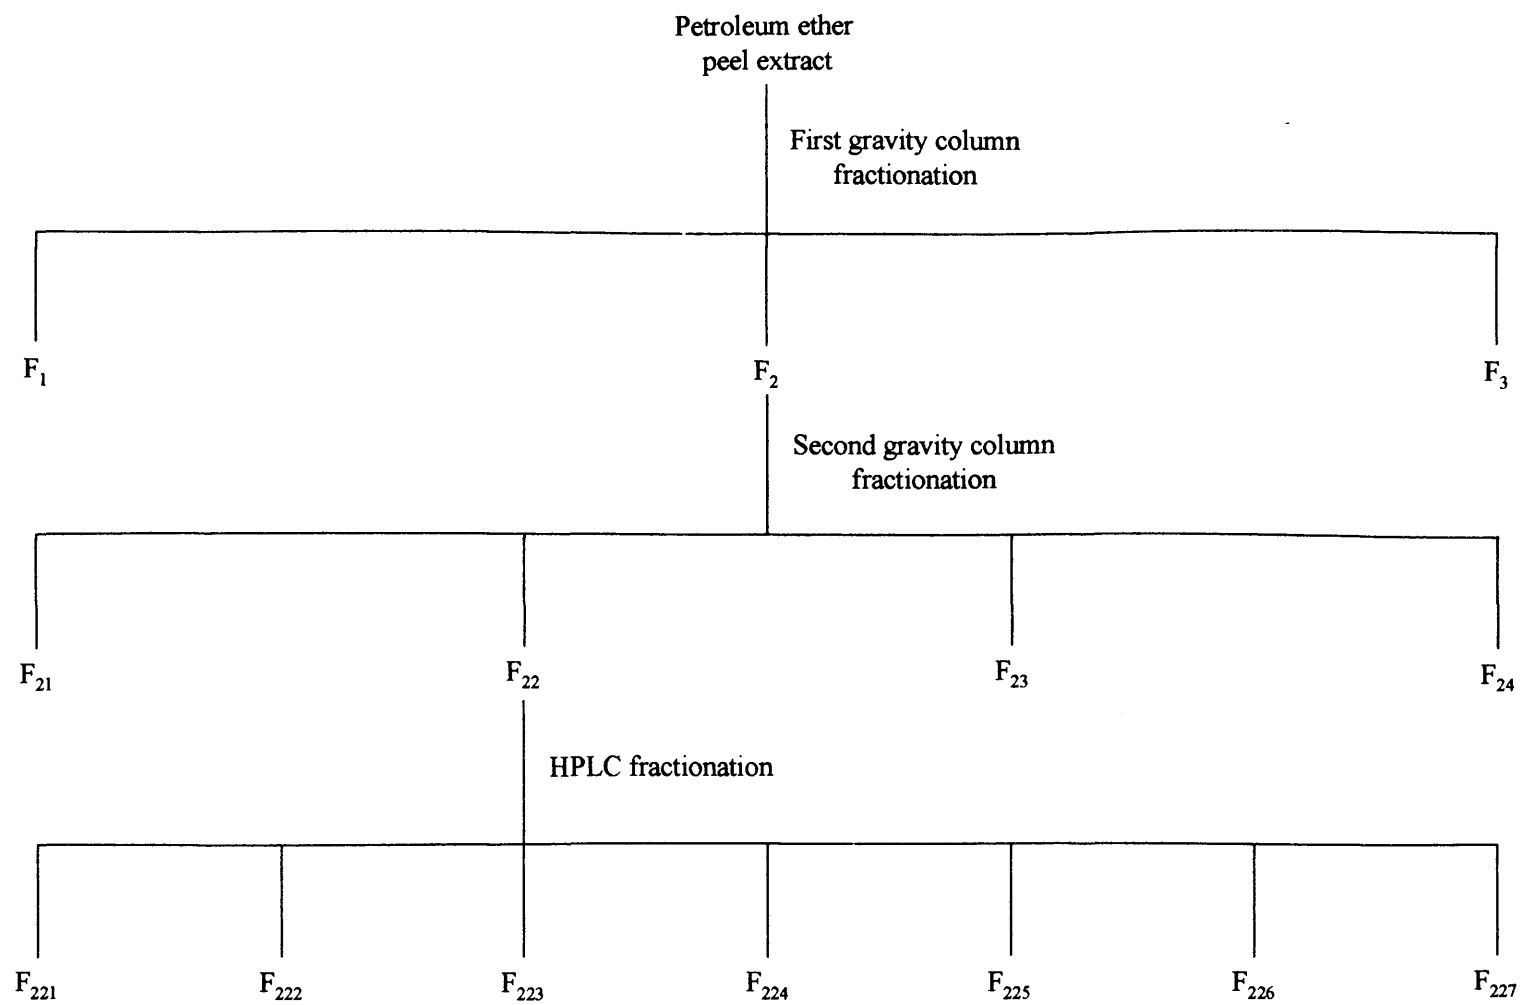 Petroleum ether
peel extract
First gravity column
fractionation
F₁
F₂
F₃
Second gravity column
fractionation
F₂₁
F₂₂
F₂₃
F₂₄
HPLC fractionation
F₂₂₁
F₂₂₂
F₂₂₃
F₂₂₄
F₂₂₅
F₂₂₆
F₂₂₇